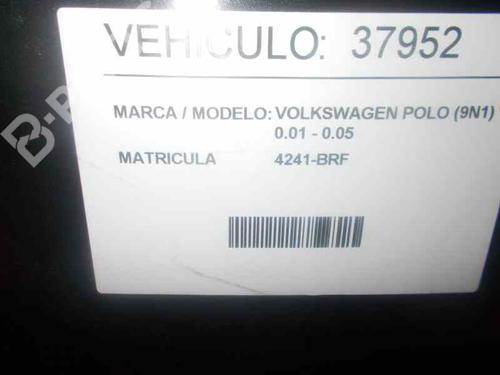 VEHICULO: 37952
MARCA / MODELO: VOLKSWAGEN POLO (9N1)
0.01 - 0.05
MATRICULA 4241-BRF